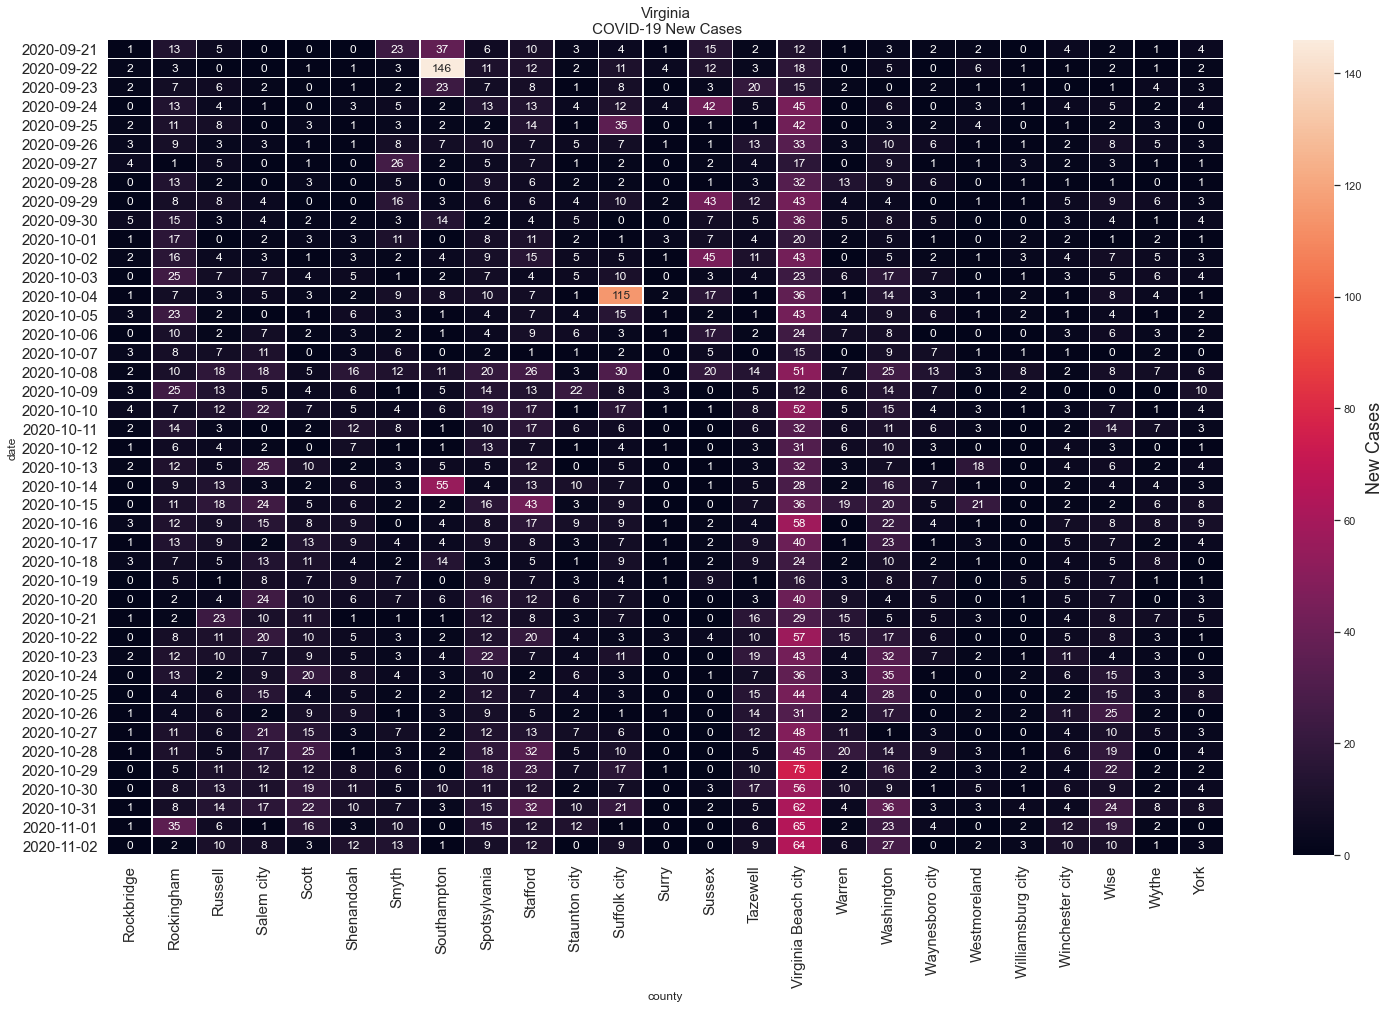 Virginia
COVID-19 New Cases
2020-09-21 1 13 5 0 0 0 23 37 6 10 3 4 1 15 2 12 1 3 2 2 0 4 2 1 4
2020-09-22 2 3 0 0 1 1 3 146 11 12 2 11 4 12 3 18 0 5 0 6 1 1 2 1 2
2020-09-23 2 7 6 2 0 1 2 23 7 8 1 8 0 3 20 15 2 0 2 1 1 0 1 4 3
2020-09-24 0 13 4 1 0 3 5 2 13 13 4 12 4 42 5 45 0 6 0 3 1 4 5 2 4
2020-09-25 2 11 8 0 3 1 3 2 2 14 1 35 0 1 1 42 0 3 2 4 0 1 2 3 0
2020-09-26 3 9 3 3 1 1 8 7 10 7 5 7 1 1 13 33 3 10 6 1 1 2 8 5 3
2020-09-27 4 1 5 0 1 0 26 2 5 7 1 2 0 2 4 17 0 9 1 1 3 2 3 1 1
2020-09-28 0 13 2 0 3 0 5 0 9 6 2 2 0 1 3 32 13 9 6 0 1 1 1 0 1
2020-09-29 0 8 8 4 0 0 16 3 6 6 4 10 2 43 12 43 4 4 0 1 1 5 9 6 3
2020-09-30 5 15 3 4 2 2 3 14 2 4 5 0 0 7 5 36 5 8 5 0 0 3 4 1 4
2020-10-01 1 17 0 2 3 3 11 0 8 11 2 1 3 7 4 20 2 5 1 0 2 2 1 2 1
2020-10-02 2 16 4 3 1 3 2 4 9 15 5 5 1 45 11 43 0 5 2 1 3 4 7 5 3
2020-10-03 0 25 7 7 4 5 1 2 7 4 5 10 0 3 4 23 6 17 7 0 1 3 5 6 4
2020-10-04 1 7 3 5 3 2 9 8 10 7 1 115 2 17 1 36 1 14 3 1 2 1 8 4 1
2020-10-05 3 23 2 0 1 6 3 1 4 7 4 15 1 2 1 43 4 9 6 1 2 1 4 1 2
2020-10-06 0 10 2 7 2 3 2 1 4 9 6 3 1 17 2 24 7 8 0 0 0 3 6 3 2
2020-10-07 3 8 7 11 0 3 6 0 2 1 1 2 0 5 0 15 0 9 7 1 1 1 0 2 0
2020-10-08 2 10 18 18 5 16 12 11 20 26 3 30 0 20 14 51 7 25 13 3 8 2 8 7 6
2020-10-09 3 25 13 5 4 6 1 5 14 13 22 8 3 0 5 12 6 14 7 0 2 0 0 0 10
2020-10-10 4 7 12 22 7 5 4 6 19 17 1 17 1 1 8 52 5 15 4 3 1 3 7 1 4
2020-10-11 2 14 3 0 2 12 8 1 10 17 6 6 0 0 6 32 6 11 6 3 0 2 14 7 3
2020-10-12 1 6 4 2 0 7 1 1 13 7 1 4 1 0 3 31 6 10 3 0 0 4 3 0 1
2020-10-13 2 12 5 25 10 2 3 5 5 12 0 5 0 1 3 32 3 7 1 18 0 4 6 2 4
2020-10-14 0 9 13 3 2 6 3 55 4 13 10 7 0 1 5 28 2 16 7 1 0 2 4 4 3
2020-10-15 0 11 18 24 5 6 2 2 16 43 3 9 0 0 7 36 19 20 5 21 0 2 2 6 8
2020-10-16 3 12 9 15 8 9 0 4 8 17 9 9 1 2 4 58 0 22 4 1 0 7 8 8 9
2020-10-17 1 13 9 2 13 9 4 4 9 8 3 7 1 2 9 40 1 23 1 3 0 5 7 2 4
2020-10-18 3 7 5 13 11 4 2 14 3 5 1 9 1 2 9 24 2 10 2 1 0 4 5 8 0
2020-10-19 0 5 1 8 7 9 7 0 9 7 3 4 1 9 1 16 3 8 7 0 5 5 7 1 1
2020-10-20 0 2 4 24 10 6 7 6 16 12 6 7 0 0 3 40 9 4 5 0 1 5 7 0 3
2020-10-21 1 2 23 10 11 1 1 1 12 8 3 7 0 0 16 29 15 5 5 3 0 4 8 7 5
2020-10-22 0 8 11 20 10 5 3 2 12 20 4 3 3 4 10 57 15 17 6 0 0 5 8 3 1
2020-10-23 2 12 10 7 9 5 3 4 22 7 4 11 0 0 19 43 4 32 7 2 1 11 4 3 0
2020-10-24 0 13 2 9 20 8 4 3 10 2 6 3 0 1 7 36 3 35 1 0 2 6 15 3 3
2020-10-25 0 4 6 15 4 5 2 2 12 7 4 3 0 0 15 44 4 28 0 0 0 2 15 3 8
2020-10-26 1 4 6 2 9 9 1 3 9 5 2 1 1 0 14 31 2 17 0 2 2 11 25 2 0
2020-10-27 1 11 6 21 15 3 7 2 12 13 7 6 0 0 12 48 11 1 3 0 0 4 10 5 3
2020-10-28 1 11 5 17 25 1 3 2 18 32 5 10 0 0 5 45 20 14 9 3 1 6 19 0 4
2020-10-29 0 5 11 12 12 8 6 0 18 23 7 17 1 0 10 75 2 16 2 3 2 4 22 2 2
2020-10-30 0 8 13 11 19 11 5 10 11 12 2 7 0 3 17 56 10 9 1 5 1 6 9 2 4
2020-10-31 1 8 14 17 22 10 7 3 15 32 10 21 0 2 5 62 4 36 3 3 4 4 24 8 8
2020-11-01 1 35 6 1 16 3 10 0 15 12 12 1 0 0 6 65 2 23 4 0 2 12 19 2 0
2020-11-02 0 2 10 8 3 12 13 1 9 12 0 9 0 0 9 64 6 27 0 2 3 10 10 1 3
date
Rockbridge
Rockingham
Russell
Salem city
Scott
Shenandoah
Smyth
Southampton
Spotsylvania
Stafford
Staunton city
Suffolk city
Surry
Sussex
Tazewell
Virginia Beach city
Warren
Washington
Waynesboro city
Westmoreland
Williamsburg city
Winchester city
Wise
Wythe
York
county
140
120
100
80
60
40
20
0
New Cases